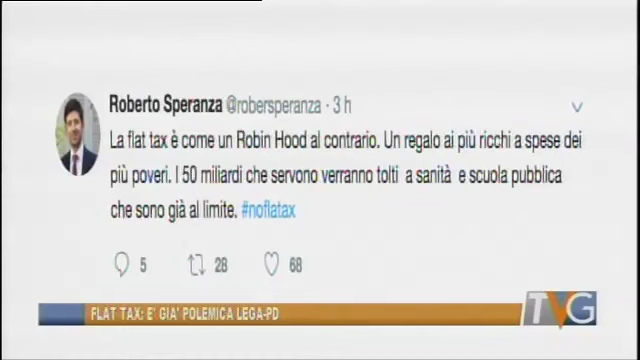 Roberto Speranza @robersperanza · 3 h
La flat tax è come un Robin Hood al contrario. Un regalo ai più ricchi a spese dei
più poveri. I 50 miliardi che servono verranno tolti a sanità e scuola pubblica
che sono già al limite. #noflatax
5 28 68
FLAT TAX: E' GIA' POLEMICA LEGA-PD
TVG